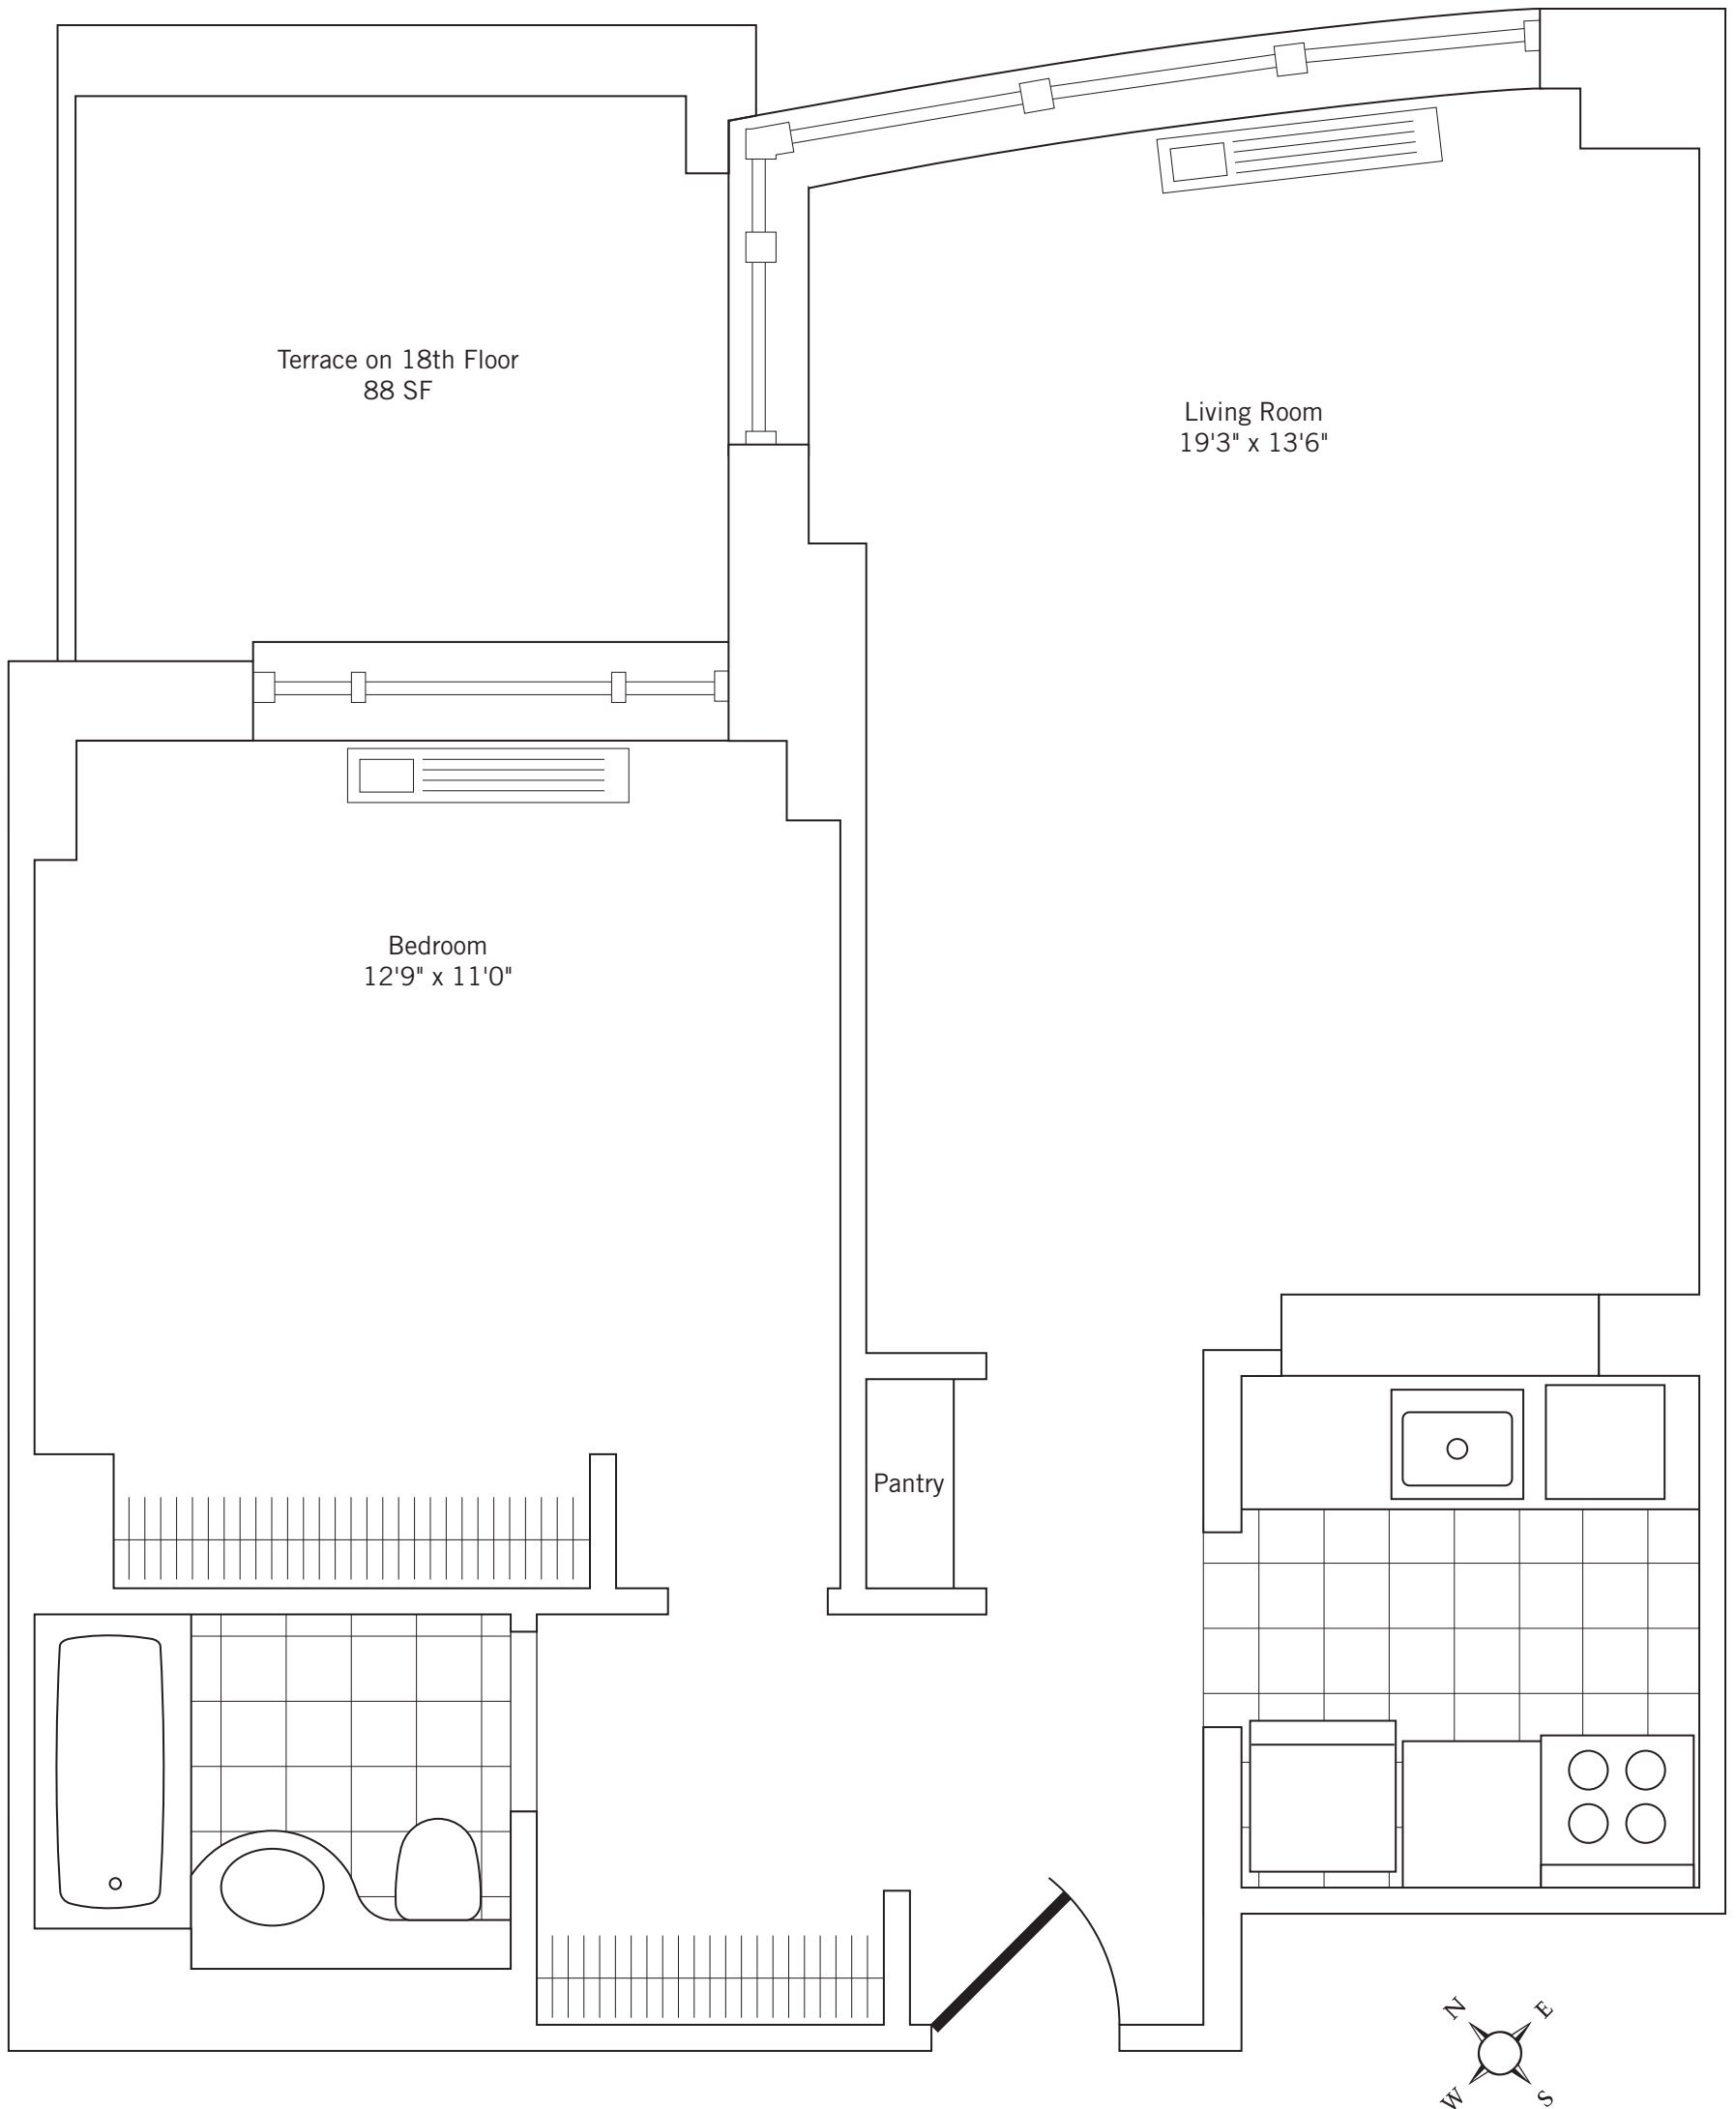 Terrace on 18th Floor
88 SF
Living Room
19'3" x 13'6"
Bedroom
12'9" x 11'0"
Pantry
N E
W S